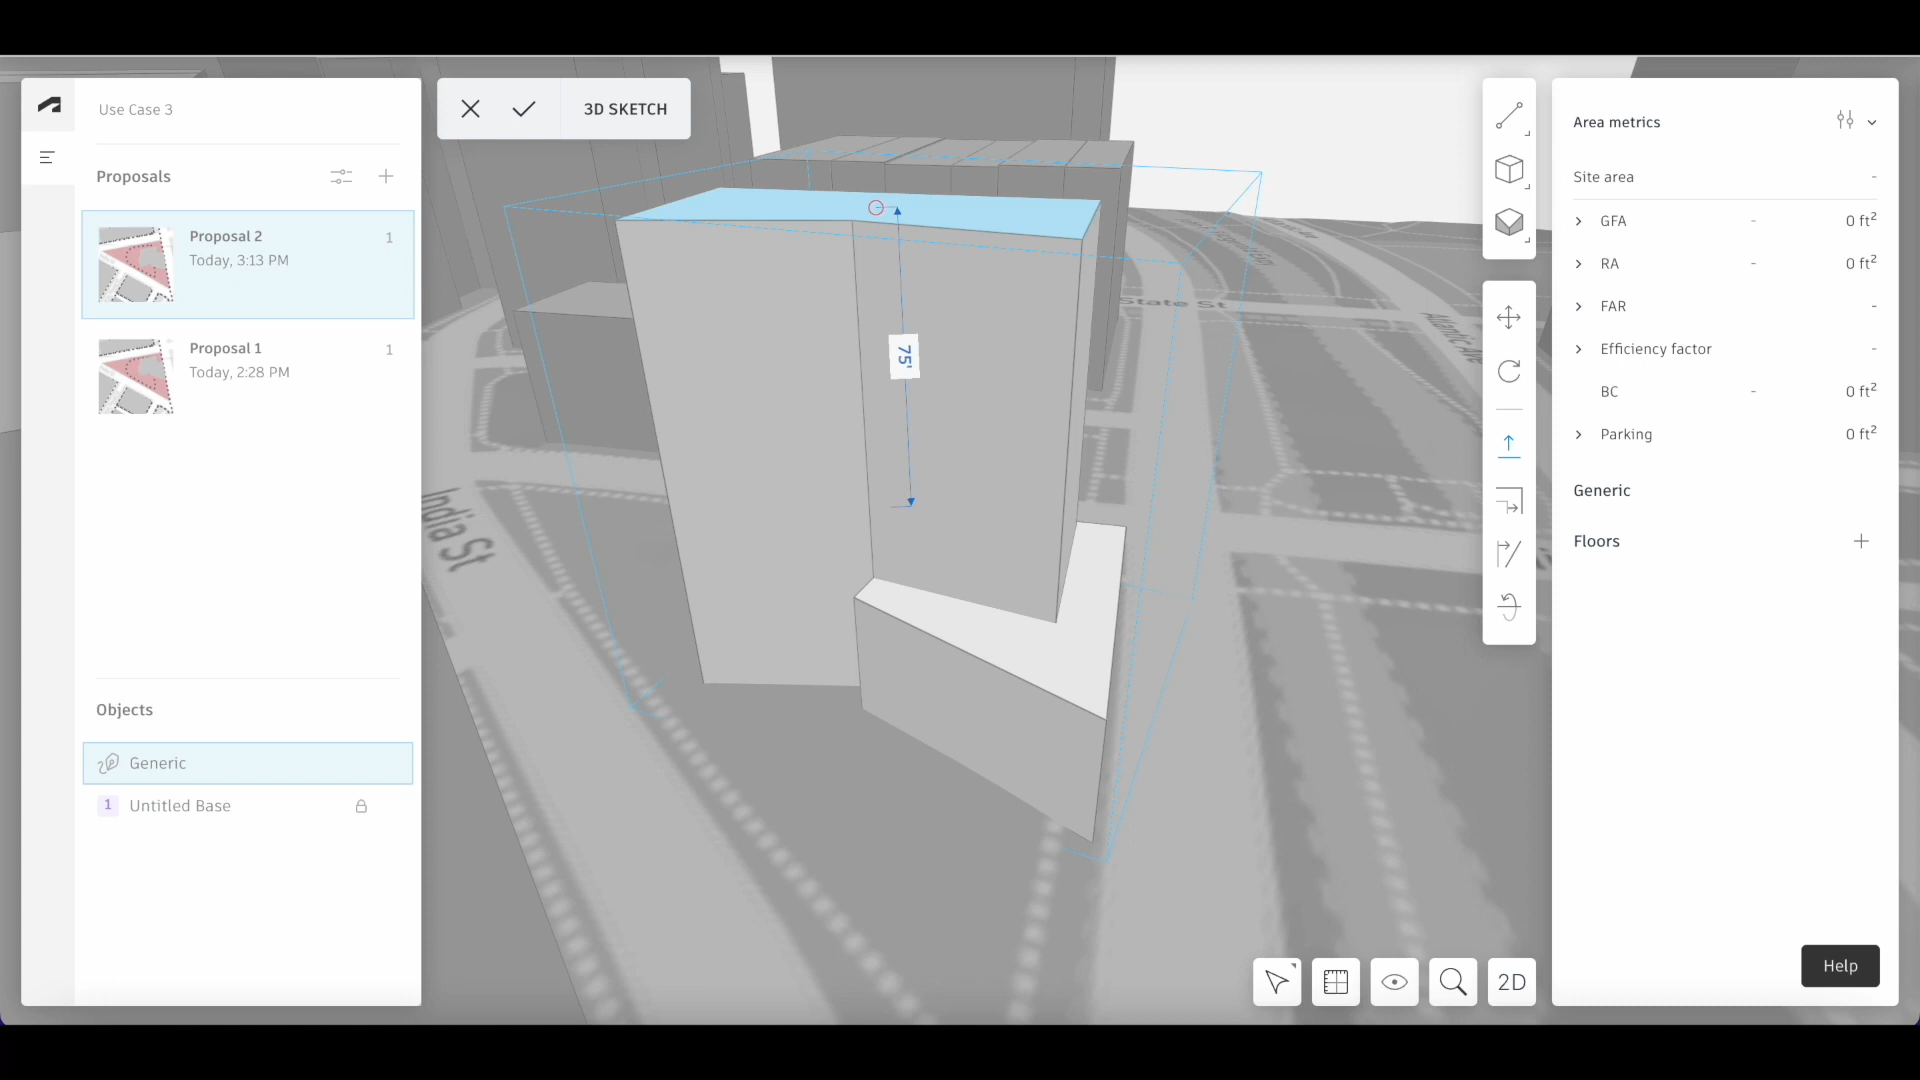 Use Case 3
Proposals
Proposal 2
1
Today, 3:13 PM
Proposal 1
1
Today, 2:28 PM
Objects
Generic
1
Untitled Base
3D SKETCH
75'
State St
India St
Atlantic Ave
Area metrics
Site area
-
GFA
-
0 ft²
RA
-
0 ft²
FAR
-
Efficiency factor
-
BC
-
0 ft²
Parking
0 ft²
Generic
Floors
Help
2D